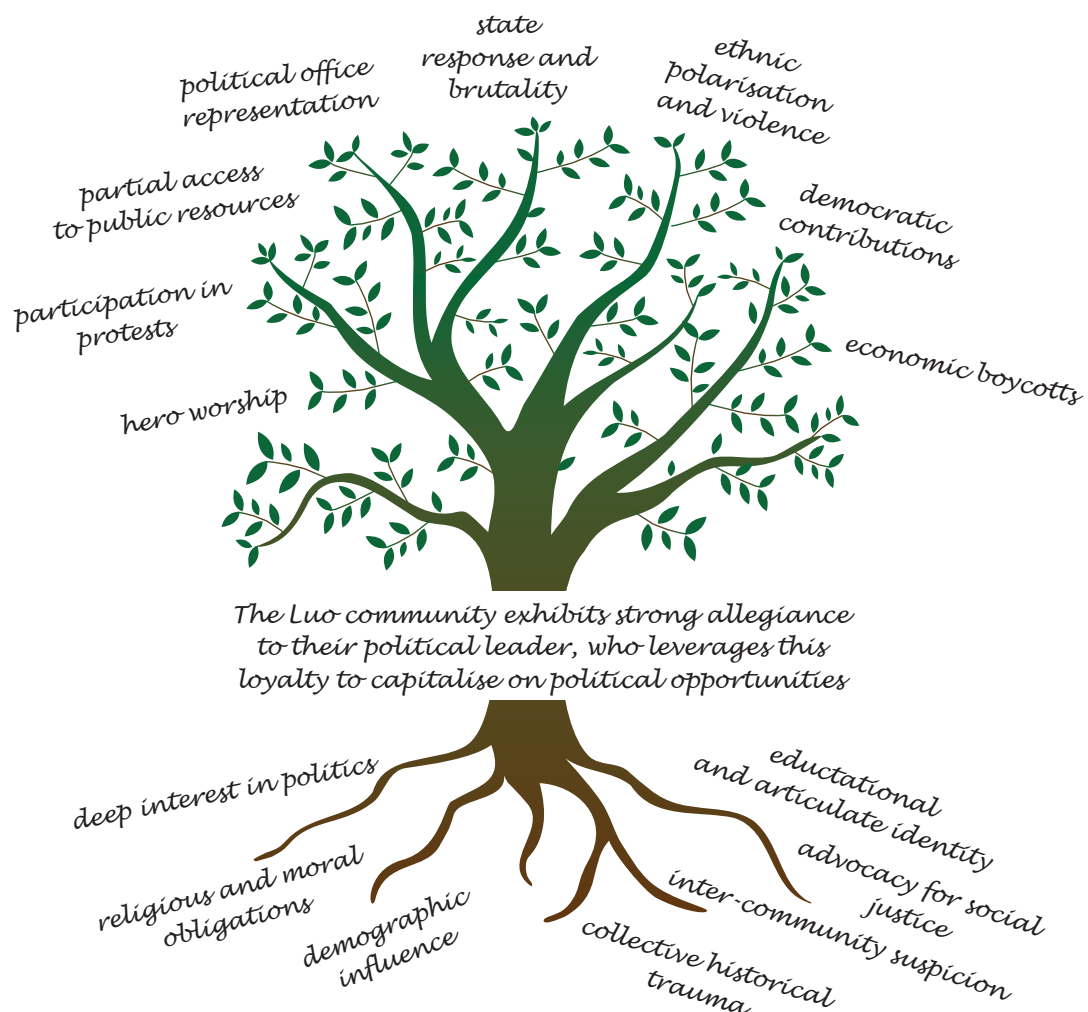 state
response and
brutality
ethnic
polarisation
and violence
political office
representation
partial access
to public resources
democratic
contributions
participation in
protests
economic boycotts
hero worship
The Luo community exhibits strong allegiance
to their political leader, who leverages this
loyalty to capitalise on political opportunities
deep interest in politics
eductational
and articulate identity
religious and moral
obligations
advocacy for social
justice
demographic
influence
inter-community suspicion
collective historical
trauma